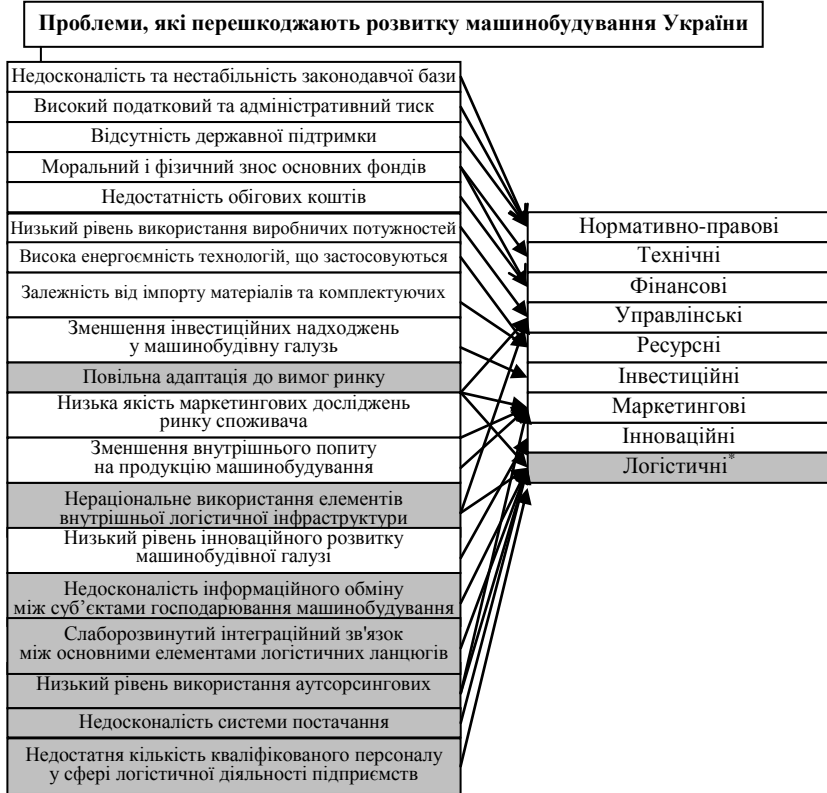 Проблеми, які перешкоджають розвитку машинобудування України
Недосконалість та нестабільність законодавчої бази
Високий податковий та адміністративний тиск
Відсутність державної підтримки
Моральний і фізичний знос основних фондів
Недостатність обігових коштів
Низький рівень використання виробничих потужностей
Висока енергоємність технологій, що застосовуються
Залежність від імпорту матеріалів та комплектуючих
Зменшення інвестиційних надходжень
у машинобудівну галузь
Повільна адаптація до вимог ринку
Низька якість маркетингових досліджень
ринку споживача
Зменшення внутрішнього попиту
на продукцію машинобудування
Нераціональне використання елементів
внутрішньої логістичної інфраструктури
Низький рівень інноваційного розвитку
машинобудівної галузі
Недосконалість інформаційного обміну
між суб’єктами господарювання машинобудування
Слаборозвинутий інтеграційний зв'язок
між основними елементами логістичних ланцюгів
Низький рівень використання аутсорсингових
Недосконалість системи постачання
Недостатня кількість кваліфікованого персоналу
у сфері логістичної діяльності підприємств
Нормативно-правові
Технічні
Фінансові
Управлінські
Ресурсні
Інвестиційні
Маркетингові
Інноваційні
Логістичні*